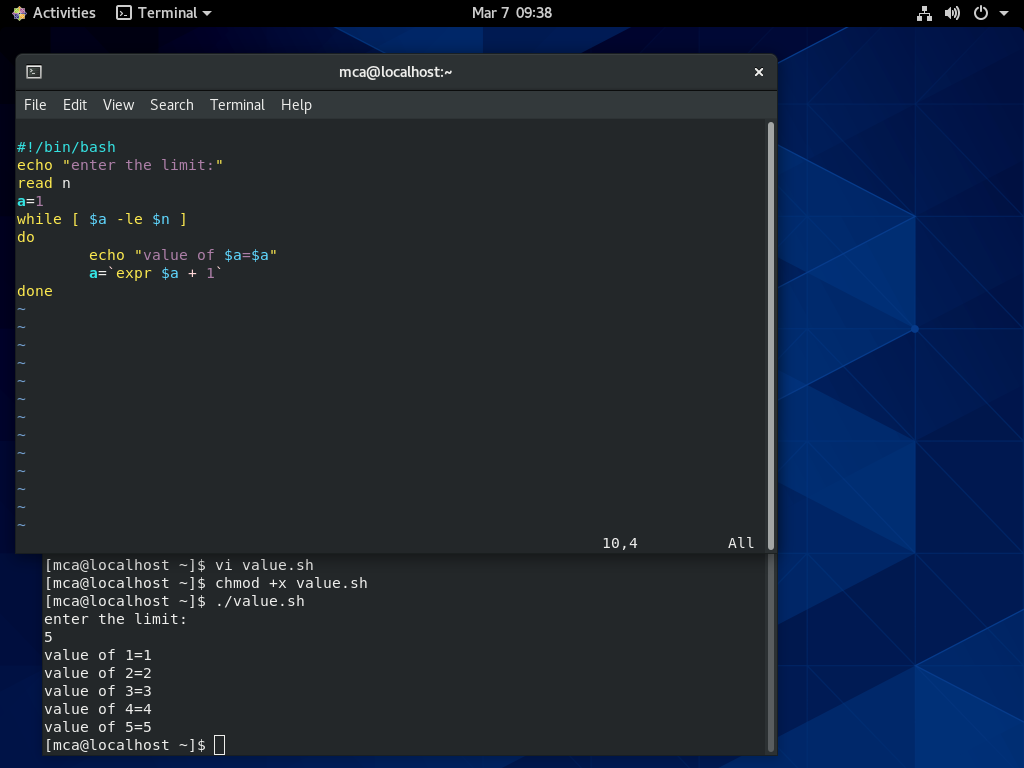 Activities Terminal Mar 7 09:38
mca@localhost:~
File Edit View Search Terminal Help
#!/bin/bash
echo "enter the limit:"
read n
a=1
while [ $a -le $n ]
do
        echo "value of $a=$a"
        a=`expr $a + 1`
done
~
~
~
~
~
~
~
~
~
~
~
~
~
10,4 All
[mca@localhost ~]$ vi value.sh
[mca@localhost ~]$ chmod +x value.sh
[mca@localhost ~]$ ./value.sh
enter the limit:
5
value of 1=1
value of 2=2
value of 3=3
value of 4=4
value of 5=5
[mca@localhost ~]$